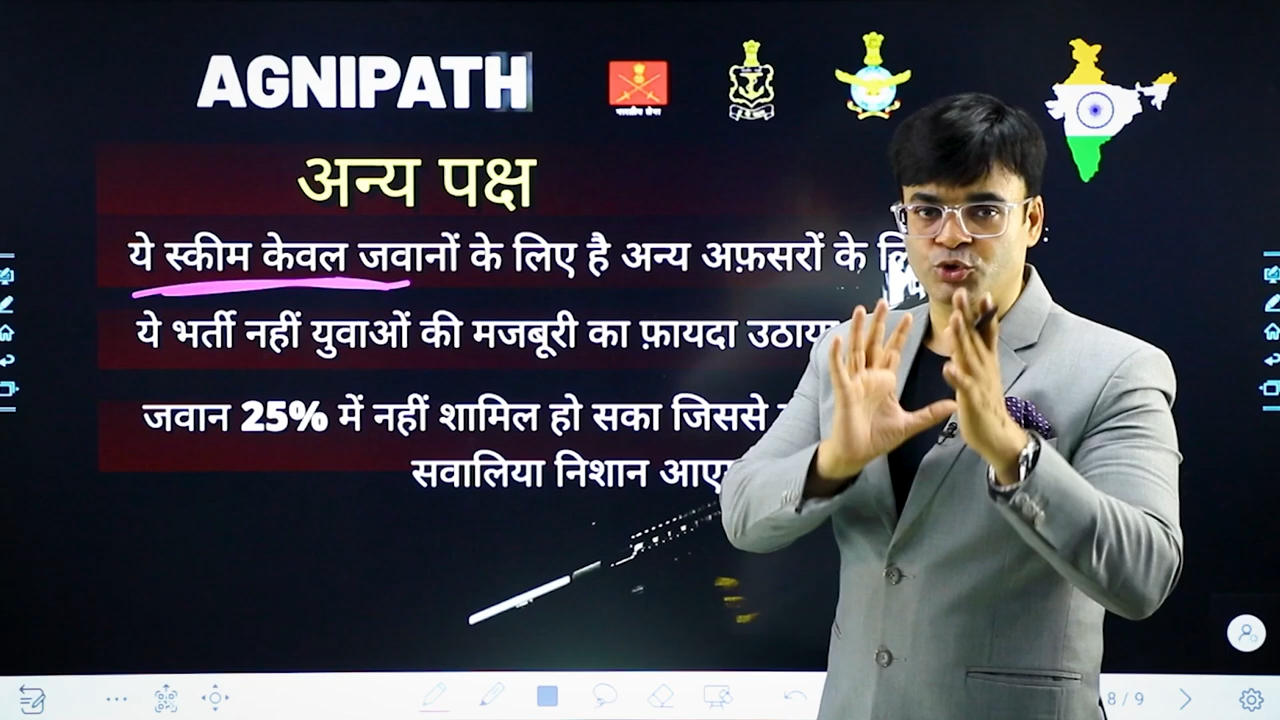 AGNIPATH
भारतीय सेना
अन्य पक्ष
ये स्कीम केवल जवानों के लिए है अन्य अफ़सरों के
ये भर्ती नहीं युवाओं की मजबूरी का फ़ायदा
जवान 25% में नहीं शामिल हो सका जिससे
सवालिया निशान
8 / 9